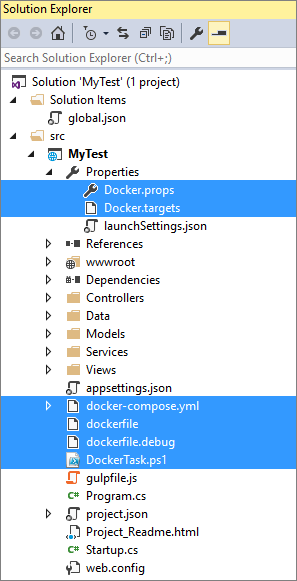 Solution Explorer
Search Solution Explorer (Ctrl+;)
Solution 'MyTest' (1 project)
Solution Items
global.json
src
MyTest
Properties
Docker.props
Docker.targets
launchSettings.json
References
wwwroot
Dependencies
Controllers
Data
Models
Services
Views
appsettings.json
docker-compose.yml
dockerfile
dockerfile.debug
DockerTask.ps1
gulpfile.js
Program.cs
project.json
Project_Readme.html
Startup.cs
web.config